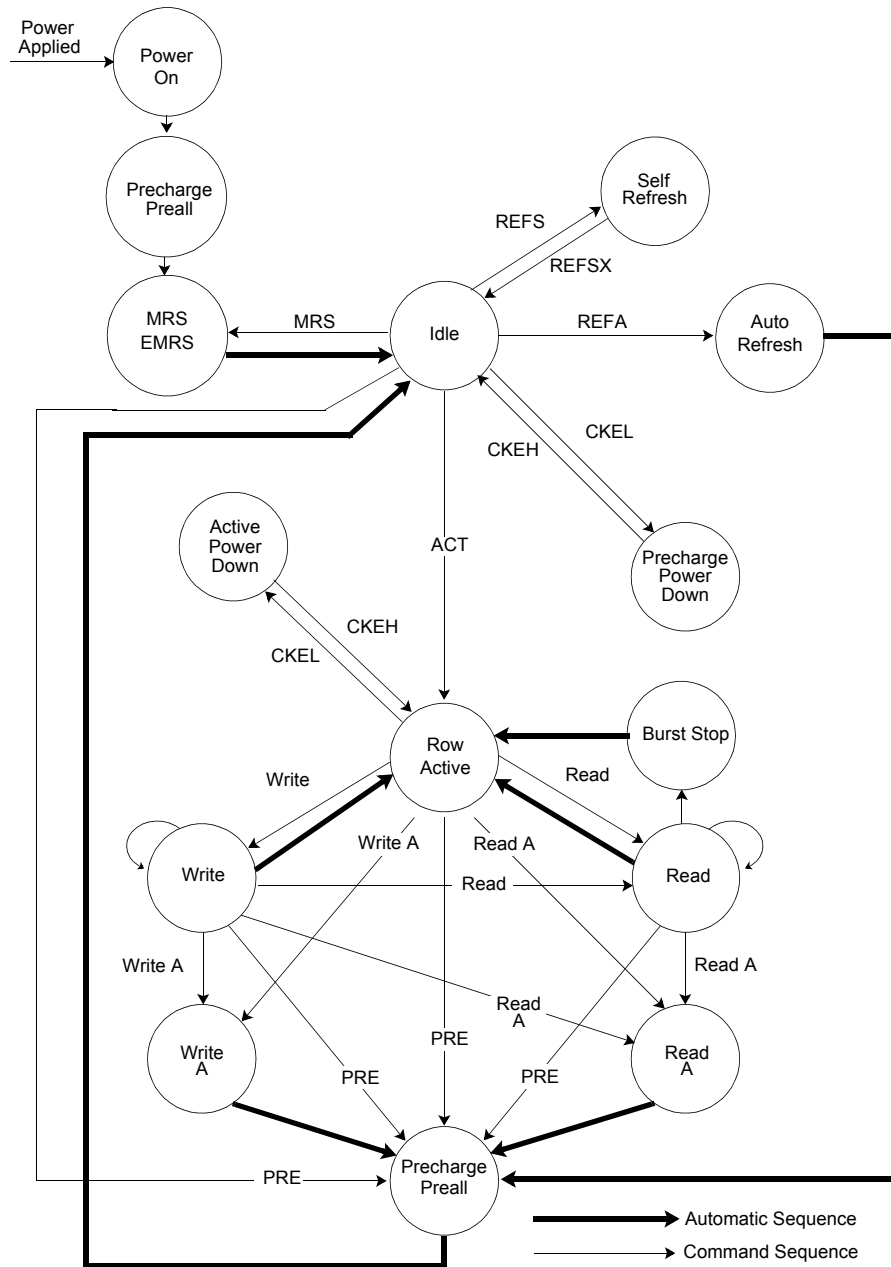 Power
Applied
Power
On
Precharge
Preall
Self
Refresh
REFS
REFSX
MRS
EMRS
MRS
Idle
REFA
Auto
Refresh
CKEL
CKEH
Active
Power
Down
ACT
Precharge
Power
Down
CKEH
CKEL
Row
Active
Burst Stop
Write
Read
Write A
Read A
Write
Read
Read
Write A
Read A
Read
A
Write
A
PRE
PRE
PRE
Read
A
Precharge
Preall
PRE
Automatic Sequence
Command Sequence